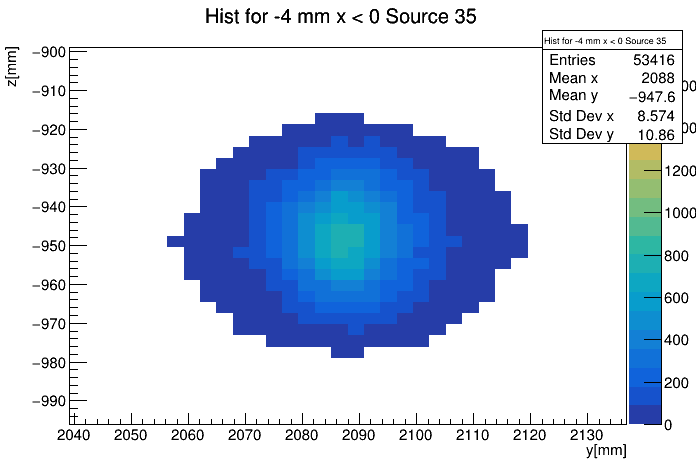 Hist for -4 mm x < 0 Source 35
Hist for -4 mm x < 0 Source 35
Entries 53416
Mean x 2088
Mean y −947.6
Std Dev x 8.574
Std Dev y 10.86
z[mm]
−900
−910
−920
−930
−940
−950
−960
−970
−980
−990
2040 2050 2060 2070 2080 2090 2100 2110 2120 2130
y[mm]
1200
1000
800
600
400
200
0